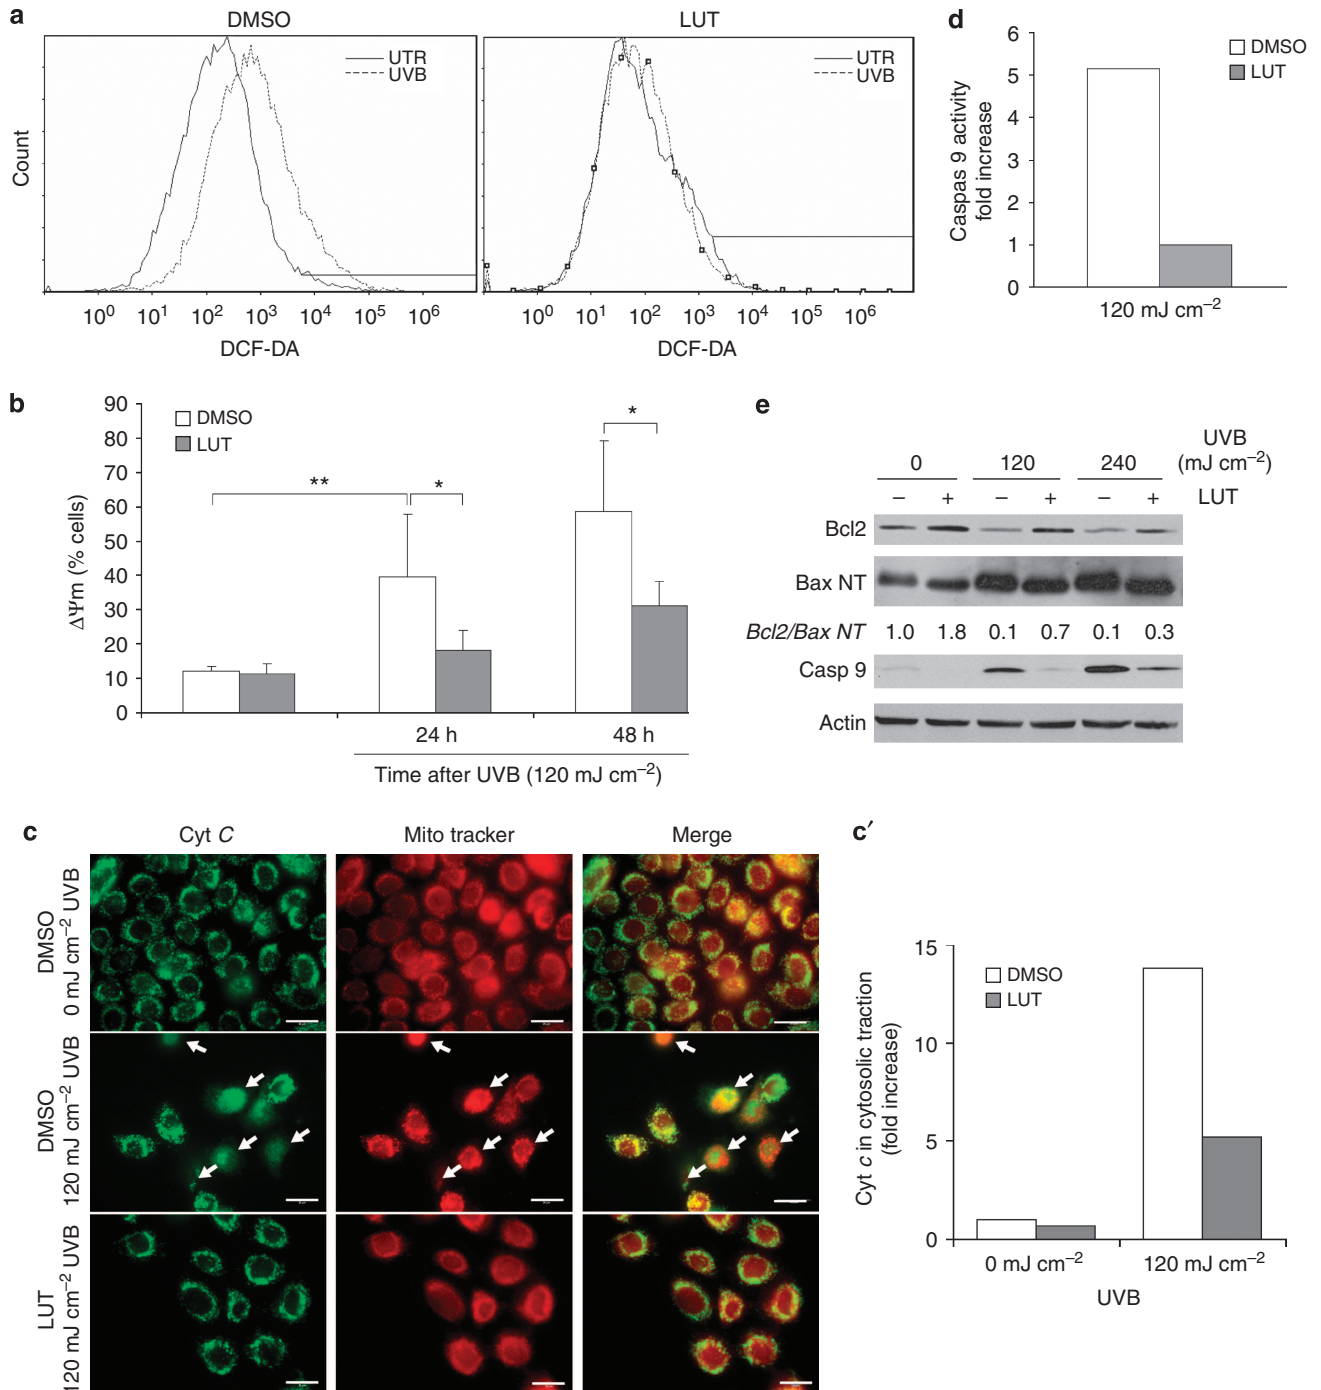 a
DMSO
LUT
UTR
UVB
UTR
UVB
Count
10⁰ 10¹ 10² 10³ 10⁴ 10⁵ 10⁶
10⁰ 10¹ 10² 10³ 10⁴ 10⁵ 10⁶
DCF-DA
DCF-DA
d
Caspas 9 activity
fold increase
6
5
4
3
2
1
0
DMSO
LUT
120 mJ cm⁻²
b
ΔΨm (% cells)
90
80
70
60
50
40
30
20
10
0
DMSO
LUT
**
*
*
24 h
48 h
Time after UVB (120 mJ cm⁻²)
e
UVB
0 120 240 (mJ cm⁻²)
– + – + – + LUT
Bcl2
Bax NT
Bcl2/Bax NT 1.0 1.8 0.1 0.7 0.1 0.3
Casp 9
Actin
c
Cyt C
Mito tracker
Merge
DMSO
0 mJ cm⁻² UVB
DMSO
120 mJ cm⁻² UVB
LUT
120 mJ cm⁻² UVB
c′
Cyt c in cytosolic traction
(fold increase)
15
10
5
0
DMSO
LUT
0 mJ cm⁻²
120 mJ cm⁻²
UVB